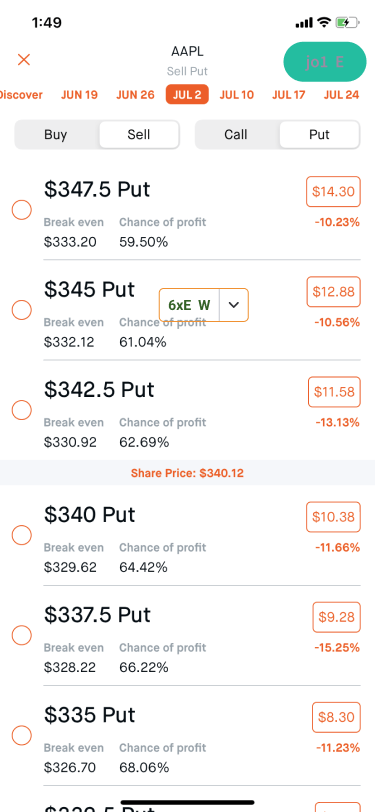 1:49
AAPL
Sell Put
jol E
Discover JUN 19 JUN 26 JUL 2 JUL 10 JUL 17 JUL 24
Buy Sell Call Put
$347.5 Put $14.30
Break even Chance of profit -10.23%
$333.20 59.50%
$345 Put $12.88
6xE W
Break even Chance of profit -10.56%
$332.12 61.04%
$342.5 Put $11.58
Break even Chance of profit -13.13%
$330.92 62.69%
Share Price: $340.12
$340 Put $10.38
Break even Chance of profit -11.66%
$329.62 64.42%
$337.5 Put $9.28
Break even Chance of profit -15.25%
$328.22 66.22%
$335 Put $8.30
Break even Chance of profit -11.23%
$326.70 68.06%